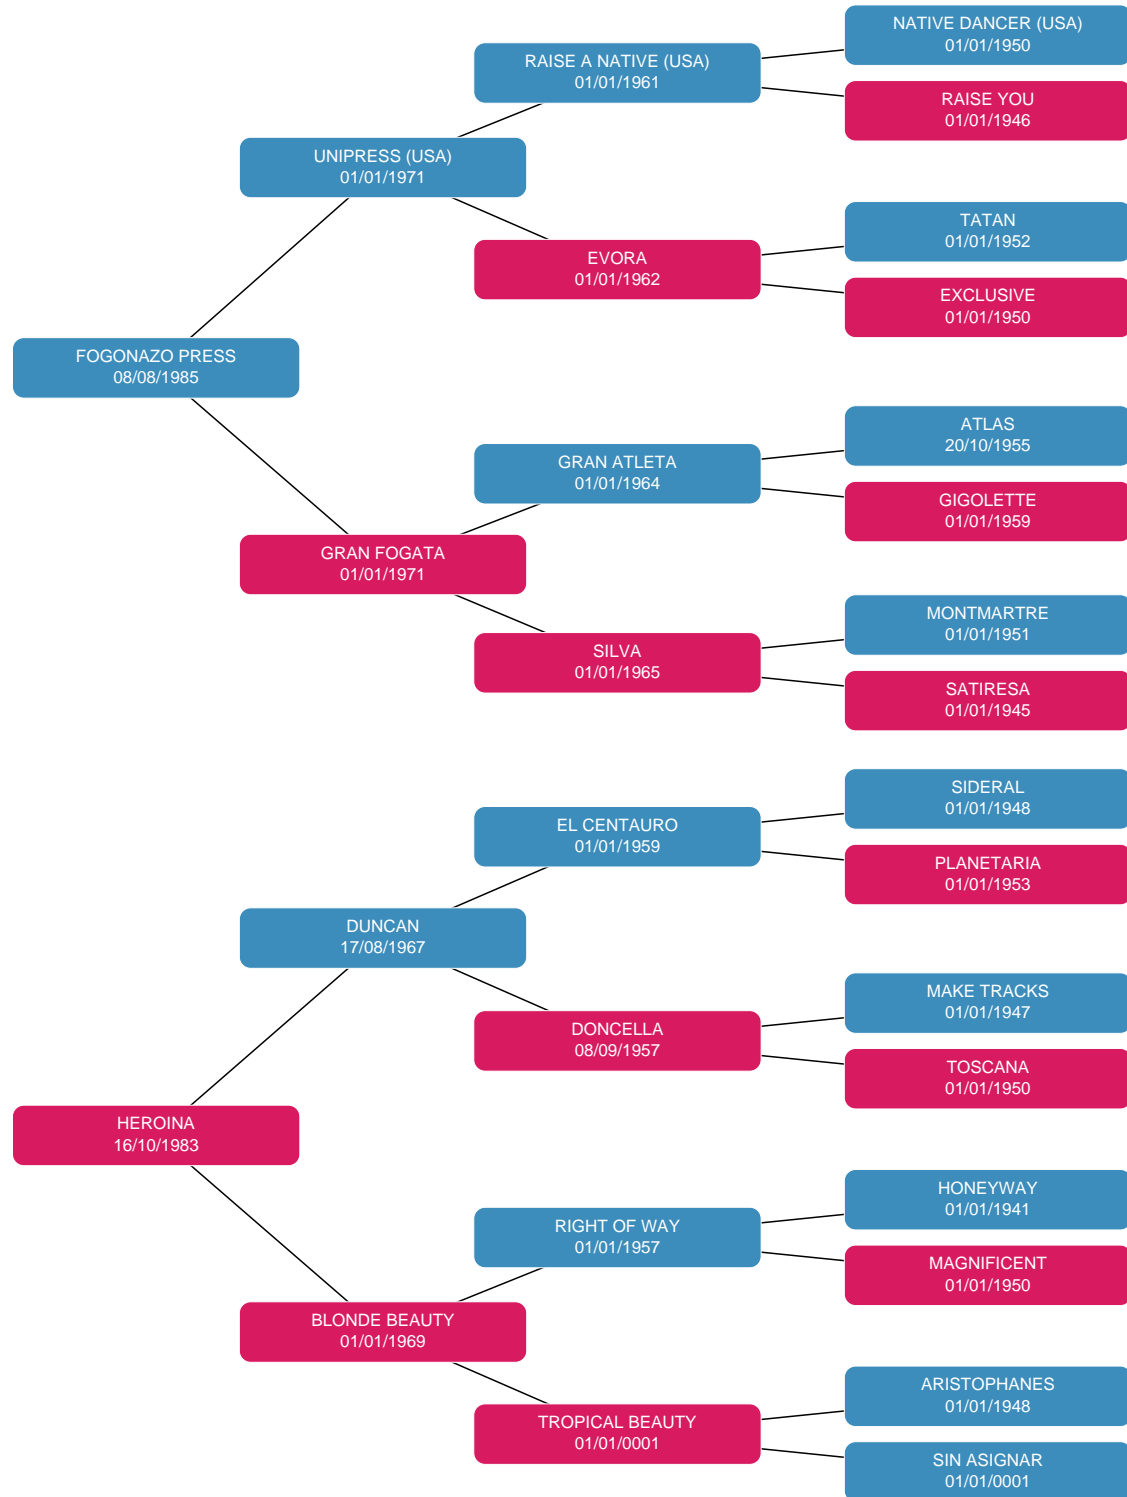 NATIVE DANCER (USA)
01/01/1950
RAISE A NATIVE (USA)
01/01/1961
RAISE YOU
01/01/1946
UNIPRESS (USA)
01/01/1971
TATAN
01/01/1952
EVORA
01/01/1962
EXCLUSIVE
01/01/1950
FOGONAZO PRESS
08/08/1985
ATLAS
20/10/1955
GRAN ATLETA
01/01/1964
GIGOLETTE
01/01/1959
GRAN FOGATA
01/01/1971
MONTMARTRE
01/01/1951
SILVA
01/01/1965
SATIRESA
01/01/1945
SIDERAL
01/01/1948
EL CENTAURO
01/01/1959
PLANETARIA
01/01/1953
DUNCAN
17/08/1967
MAKE TRACKS
01/01/1947
DONCELLA
08/09/1957
TOSCANA
01/01/1950
HEROINA
16/10/1983
HONEYWAY
01/01/1941
RIGHT OF WAY
01/01/1957
MAGNIFICENT
01/01/1950
BLONDE BEAUTY
01/01/1969
ARISTOPHANES
01/01/1948
TROPICAL BEAUTY
01/01/0001
SIN ASIGNAR
01/01/0001